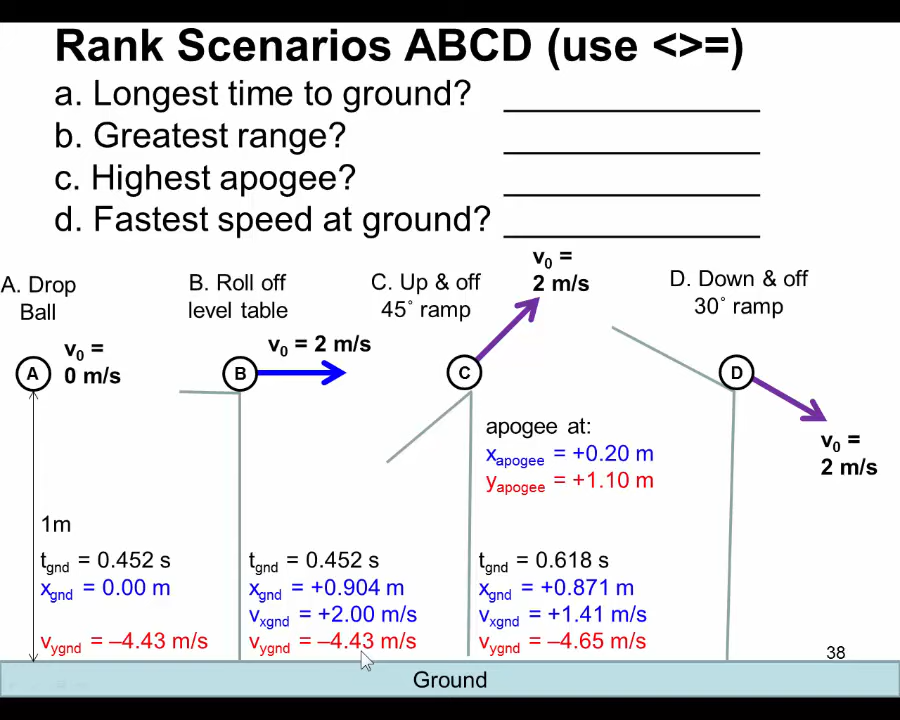 Rank Scenarios ABCD (use <>=)
a. Longest time to ground?
b. Greatest range?
c. Highest apogee?
d. Fastest speed at ground?
A. Drop
Ball
v0 =
0 m/s
A
1m
tgnd = 0.452 s
xgnd = 0.00 m
vygnd = –4.43 m/s
B. Roll off
level table
v0 = 2 m/s
B
tgnd = 0.452 s
xgnd = +0.904 m
vxgnd = +2.00 m/s
vygnd = –4.43 m/s
C. Up & off
45˚ ramp
v0 =
2 m/s
C
apogee at:
xapogee = +0.20 m
yapogee = +1.10 m
tgnd = 0.618 s
xgnd = +0.871 m
vxgnd = +1.41 m/s
vygnd = –4.65 m/s
D. Down & off
30˚ ramp
D
v0 =
2 m/s
38
Ground